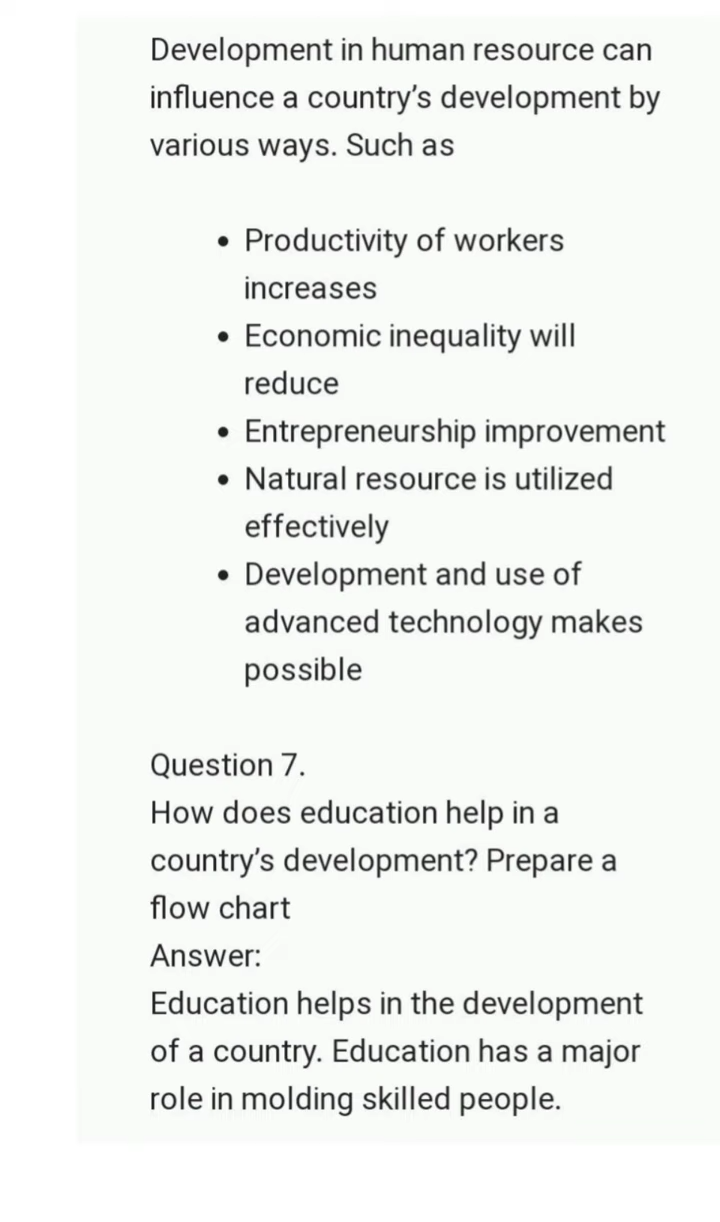 Development in human resource can
influence a country's development by
various ways. Such as
• Productivity of workers
increases
• Economic inequality will
reduce
• Entrepreneurship improvement
• Natural resource is utilized
effectively
• Development and use of
advanced technology makes
possible
Question 7.
How does education help in a
country's development? Prepare a
flow chart
Answer:
Education helps in the development
of a country. Education has a major
role in molding skilled people.